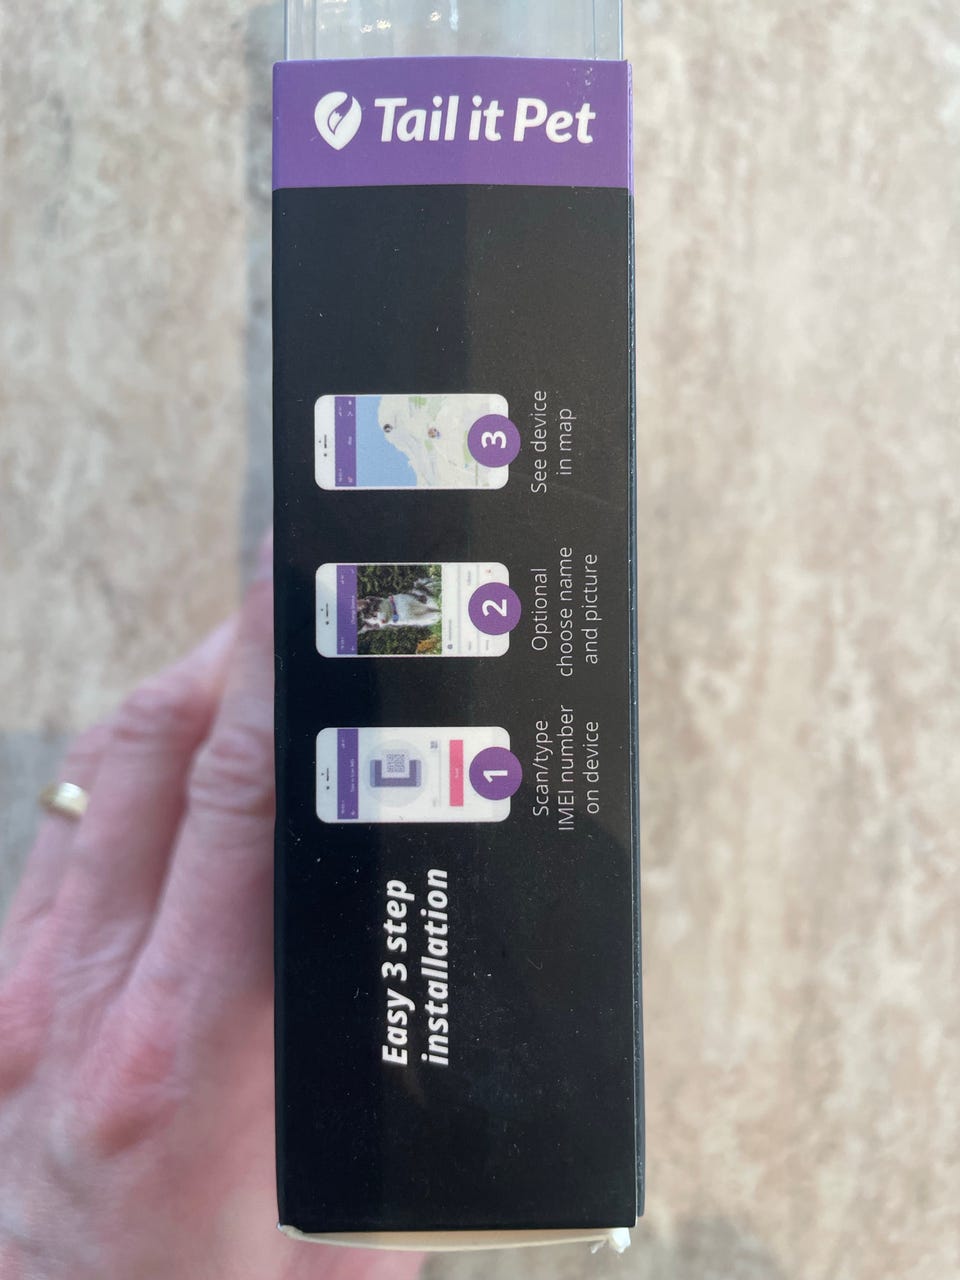 Tail it Pet
Easy 3 step
installation
1
Scan/type
IMEI number
on device
2
Optional
choose name
and picture
3
See device
in map